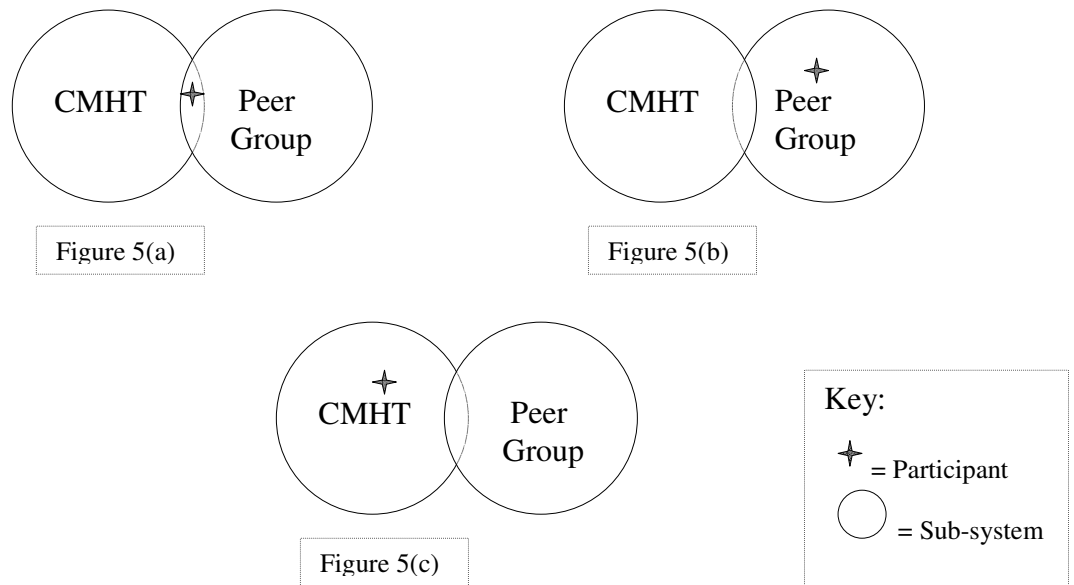 CMHT
Peer
Group
Figure 5(a)
CMHT
Peer
Group
Figure 5(b)
CMHT
Peer
Group
Figure 5(c)
Key:
= Participant
= Sub-system